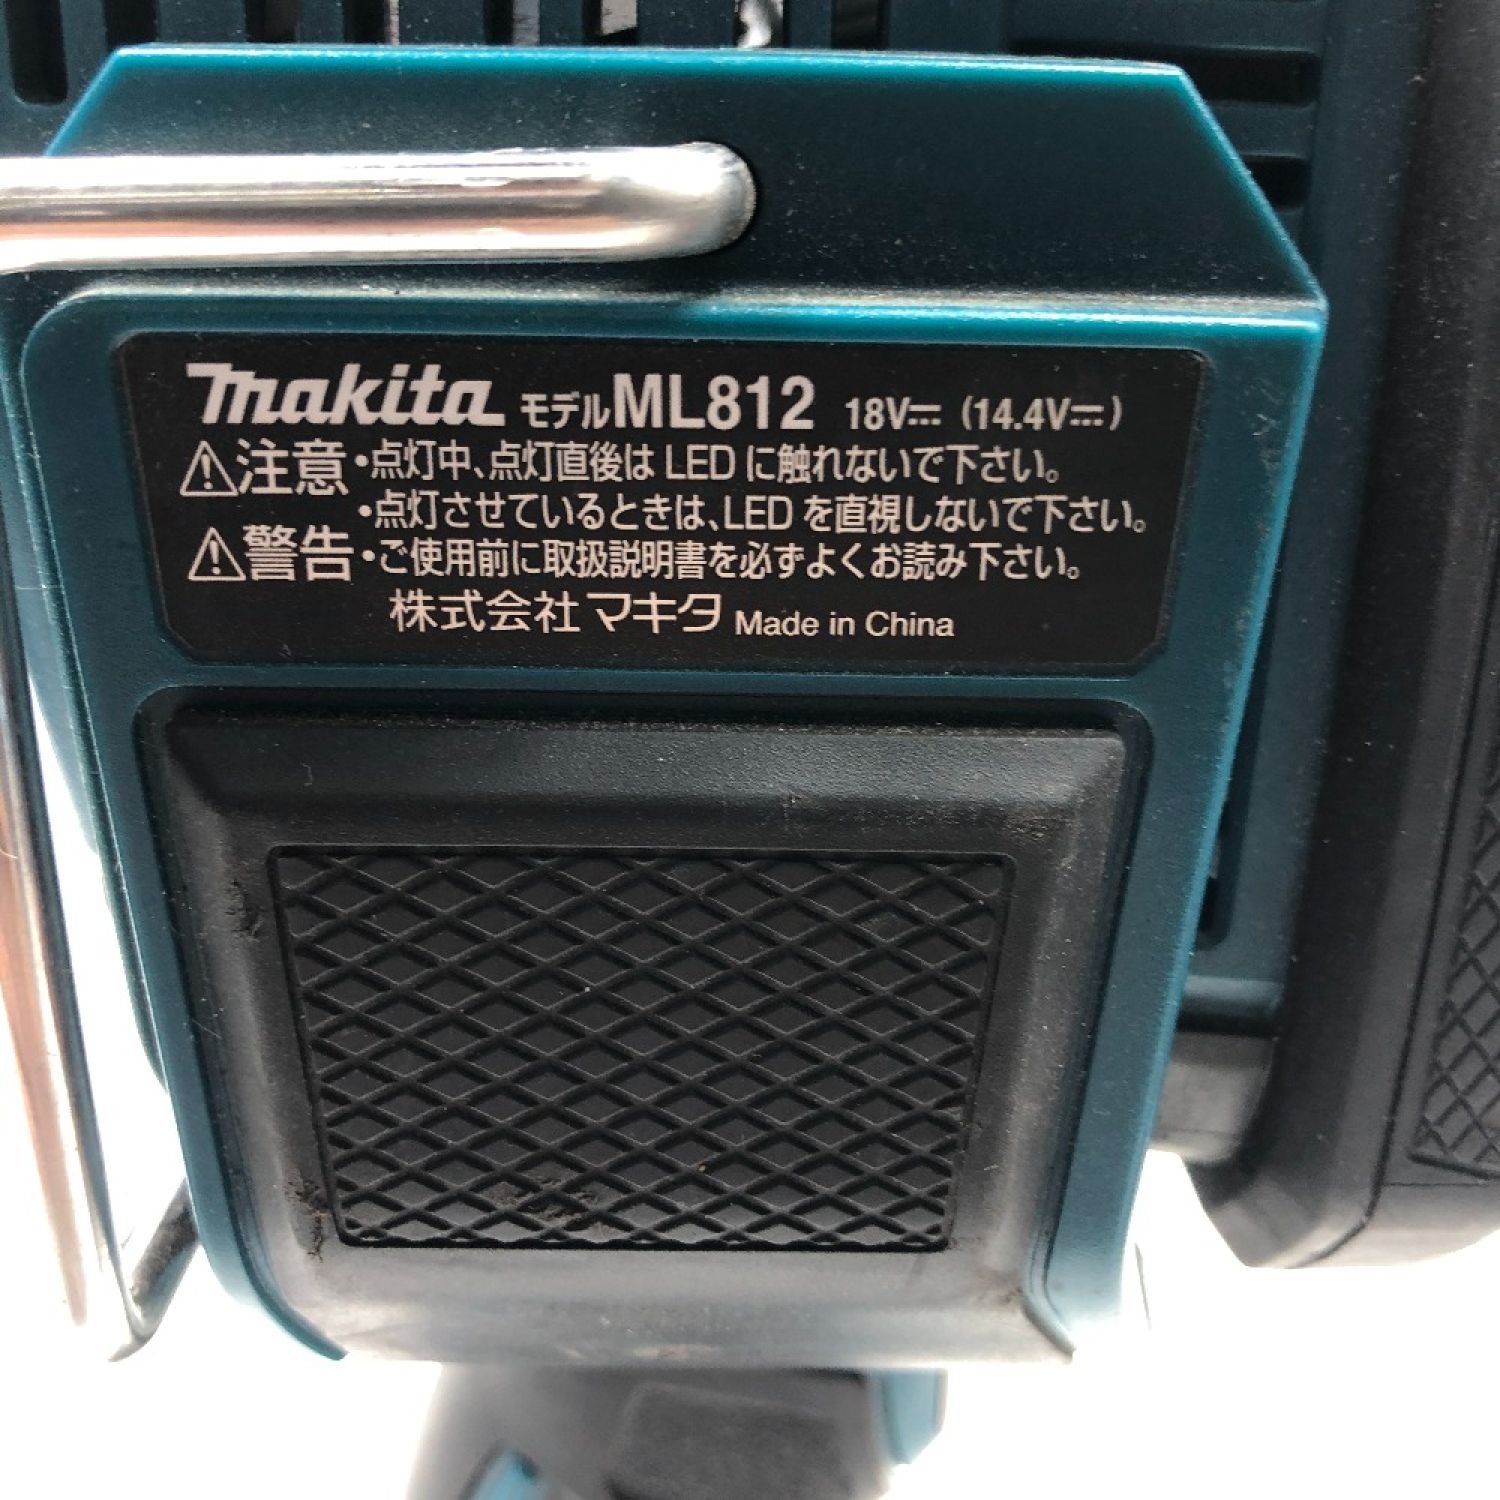 makita モデルML812 18V⎓ (14.4V⎓)
⚠注意 •点灯中、点灯直後は LED に触れないで下さい。
•点灯させているときは、LED を直視しないで下さい。
⚠警告 •ご使用前に取扱説明書を必ずよくお読み下さい。
株式会社 マキタ Made in China